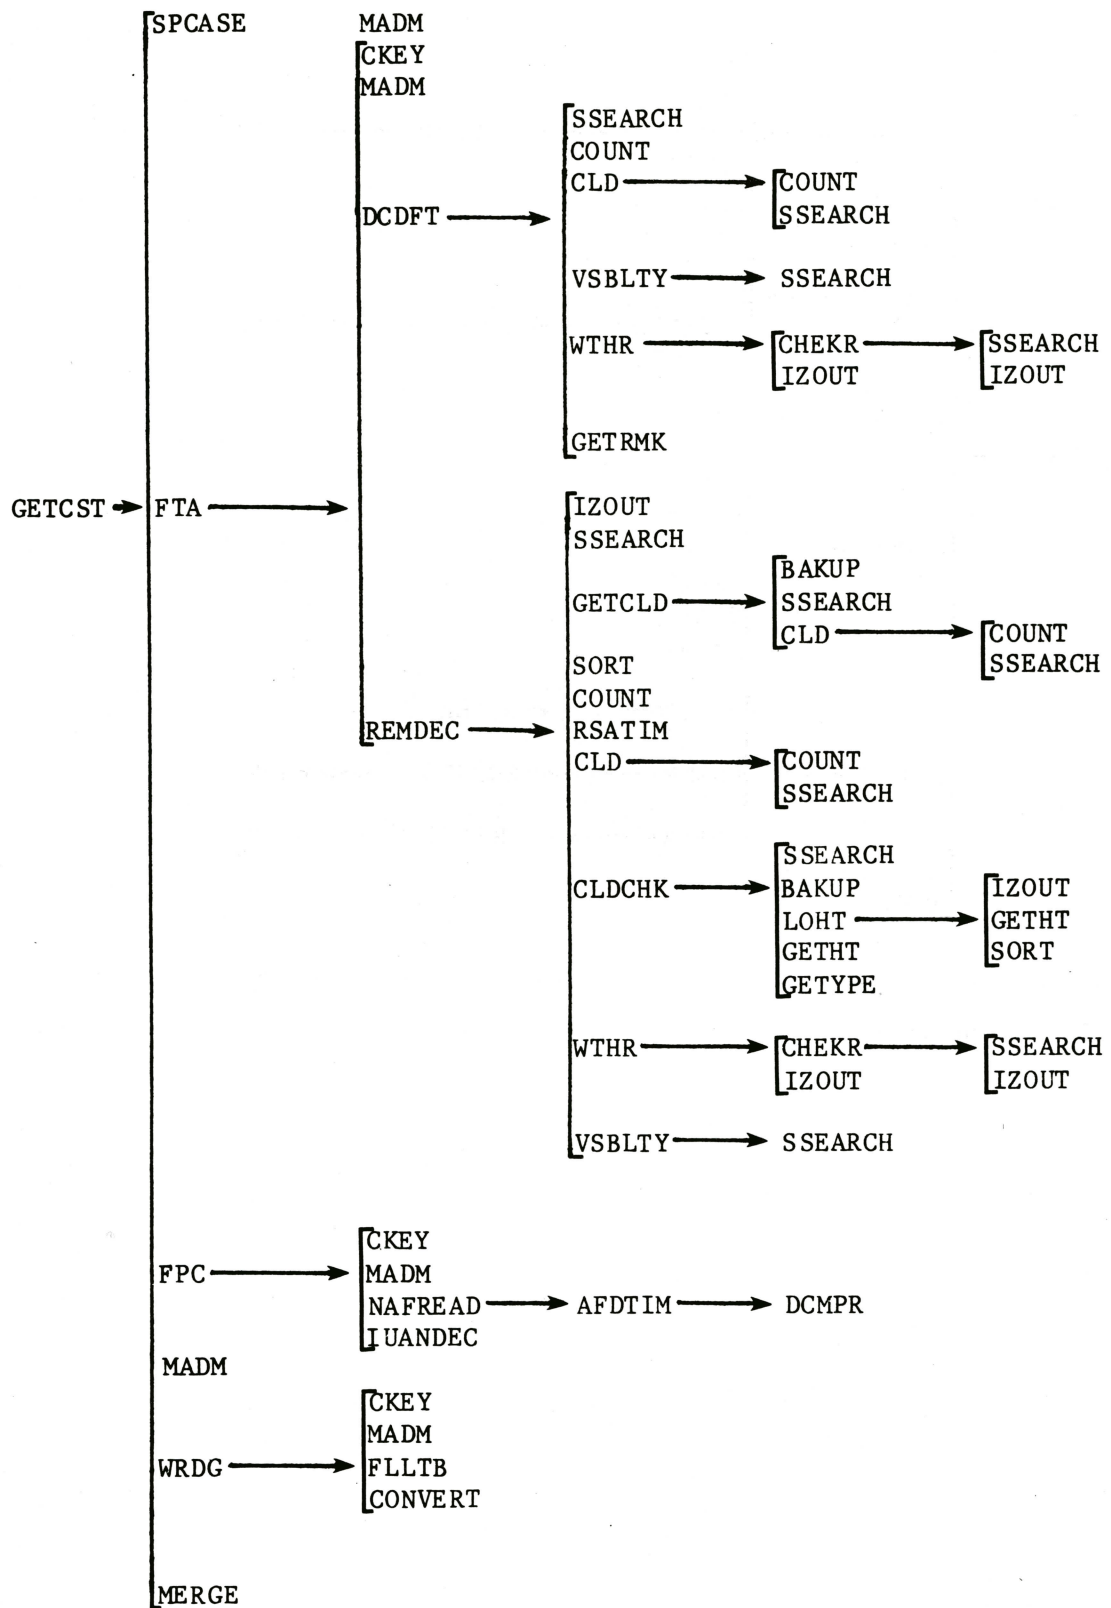 SPCASE MADM
CKEY
MADM
SSEARCH
COUNT
CLD COUNT
DCDFT SSEARCH
VSBLTY SSEARCH
WTHR CHEKR SSEARCH
IZOUT IZOUT
GETRMK
GETCST FTA IZOUT
SSEARCH
BAKUP
GETCLD SSEARCH
CLD COUNT
SORT SSEARCH
COUNT
REMDEC RSATIM
CLD COUNT
SSEARCH
SSEARCH
CLDCHK BAKUP IZOUT
LOHT GETHT
GETHT SORT
GETYPE
WTHR CHEKR SSEARCH
IZOUT IZOUT
VSBLTY SSEARCH
CKEY
FPC MADM
NAFREAD AFDTIM DCMPR
IUANDEC
MADM
CKEY
MADM
WRDG FLLTB
CONVERT
MERGE